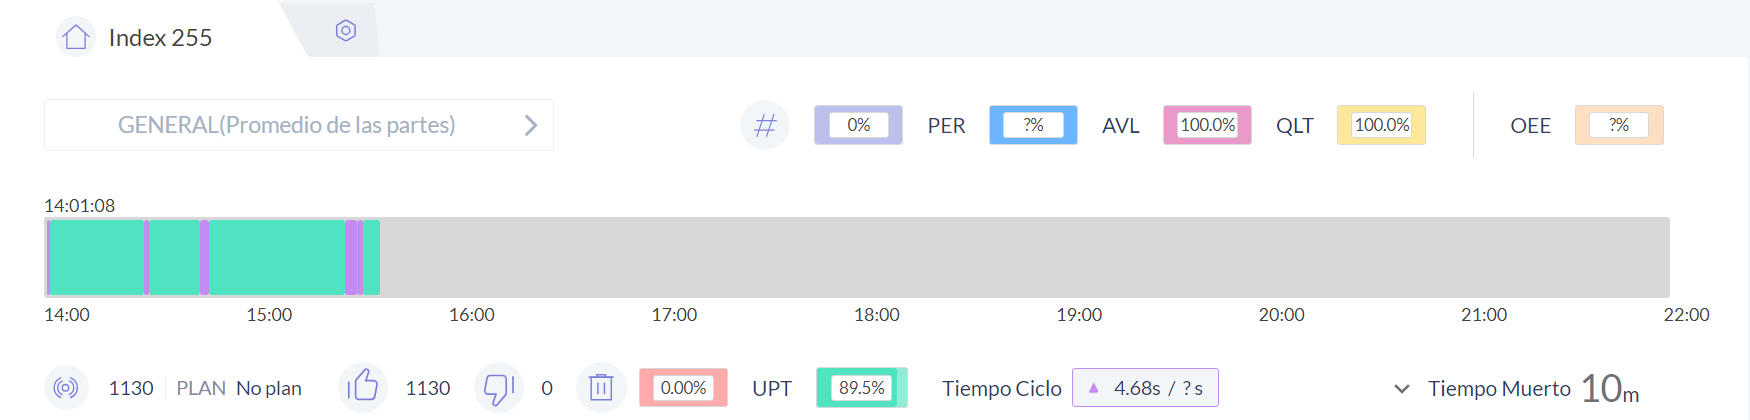 Index 255
GENERAL(Promedio de las partes)
# 0% PER ?% AVL 100.0% QLT 100.0% OEE ?%
14:01:08
14:00 15:00 16:00 17:00 18:00 19:00 20:00 21:00 22:00
1130 PLAN No plan 1130 0 0.00% UPT 89.5% Tiempo Ciclo ▲ 4.68s / ? s Tiempo Muerto 10m